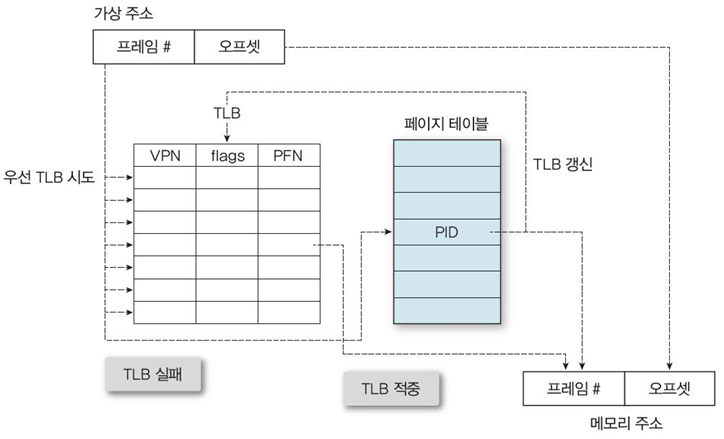 가상 주소
프레임 # 오프셋
TLB
페이지 테이블
VPN flags PFN
우선 TLB 시도
TLB 갱신
PID
TLB 실패
TLB 적중
프레임 # 오프셋
메모리 주소